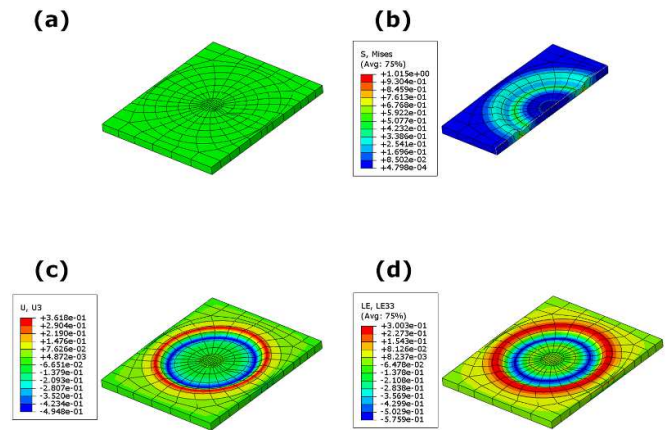 (a)
(b)
S, Mises
(Avg: 75%)
+1.015e+00
+9.304e-01
+8.459e-01
+7.613e-01
+6.768e-01
+5.922e-01
+5.077e-01
+4.232e-01
+3.386e-01
+2.541e-01
+1.696e-01
+8.502e-02
+4.798e-04
(c)
U, U3
+3.618e-01
+2.904e-01
+2.190e-01
+1.476e-01
+7.626e-02
+4.872e-03
-6.651e-02
-1.379e-01
-2.093e-01
-2.807e-01
-3.520e-01
-4.234e-01
-4.948e-01
(d)
LE, LE33
(Avg: 75%)
+3.003e-01
+2.273e-01
+1.543e-01
+8.126e-02
+8.237e-03
-6.478e-02
-1.378e-01
-2.108e-01
-2.838e-01
-3.569e-01
-4.299e-01
-5.029e-01
-5.759e-01